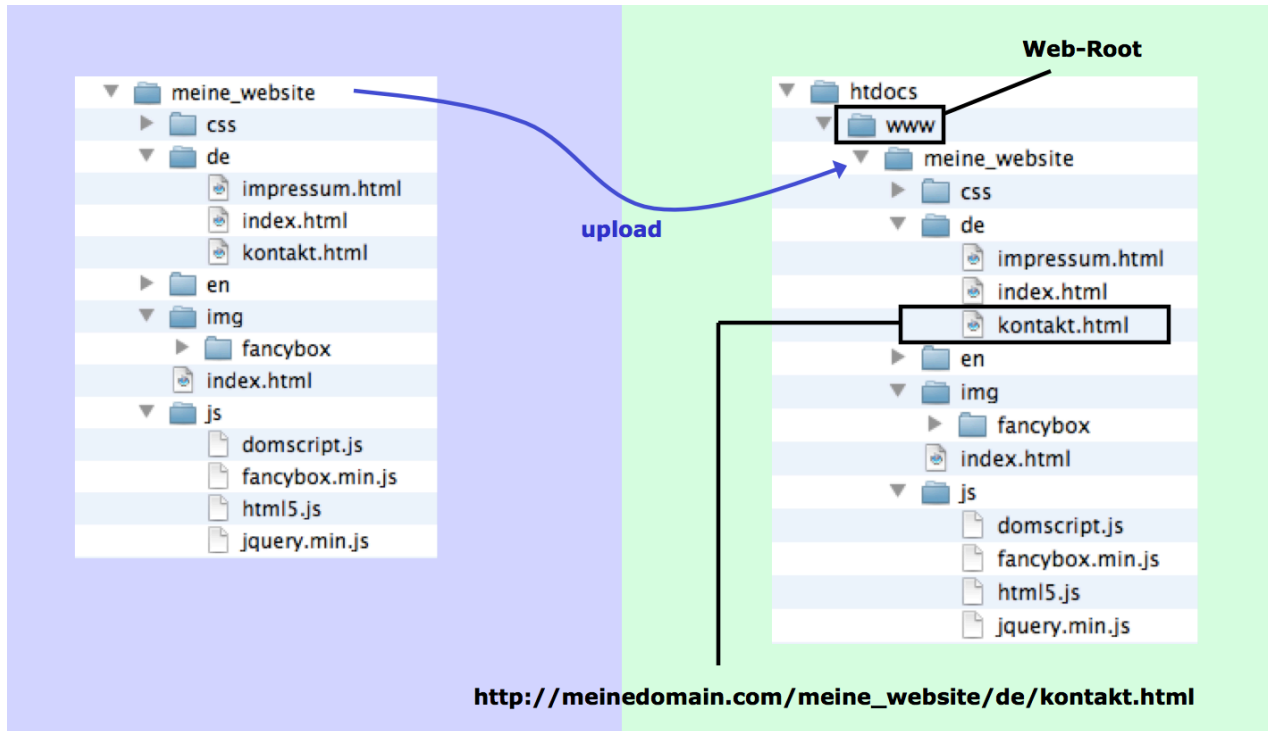 meine_website
css
de
impressum.html
index.html
kontakt.html
en
img
fancybox
index.html
js
domscript.js
fancybox.min.js
html5.js
jquery.min.js
upload
Web-Root
htdocs
www
meine_website
css
de
impressum.html
index.html
kontakt.html
en
img
fancybox
index.html
js
domscript.js
fancybox.min.js
html5.js
jquery.min.js
http://meinedomain.com/meine_website/de/kontakt.html